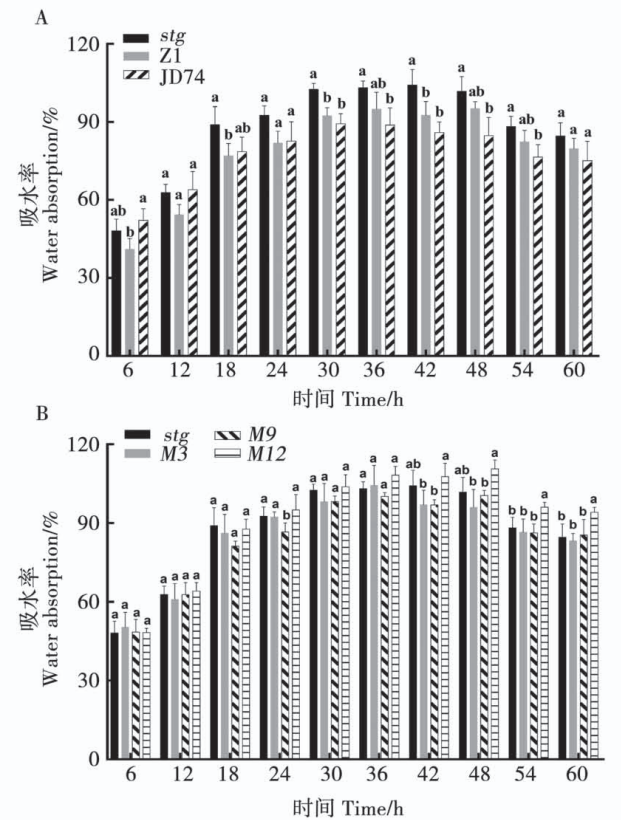 A
120
90
60
30
0
吸水率
Water absorption/%
stg
Z1
JD74
ab b a a a a a b ab a a a a b b a ab b a b b a ab b a ab b a a a
6 12 18 24 30 36 42 48 54 60
时间 Time/h
B
120
90
60
30
0
吸水率
Water absorption/%
stg M9
M3 M12
a a a a a a a a a a a a a a b a a a a a a a a a ab b b a ab b b a b b b a b b b a
6 12 18 24 30 36 42 48 54 60
时间 Time/h